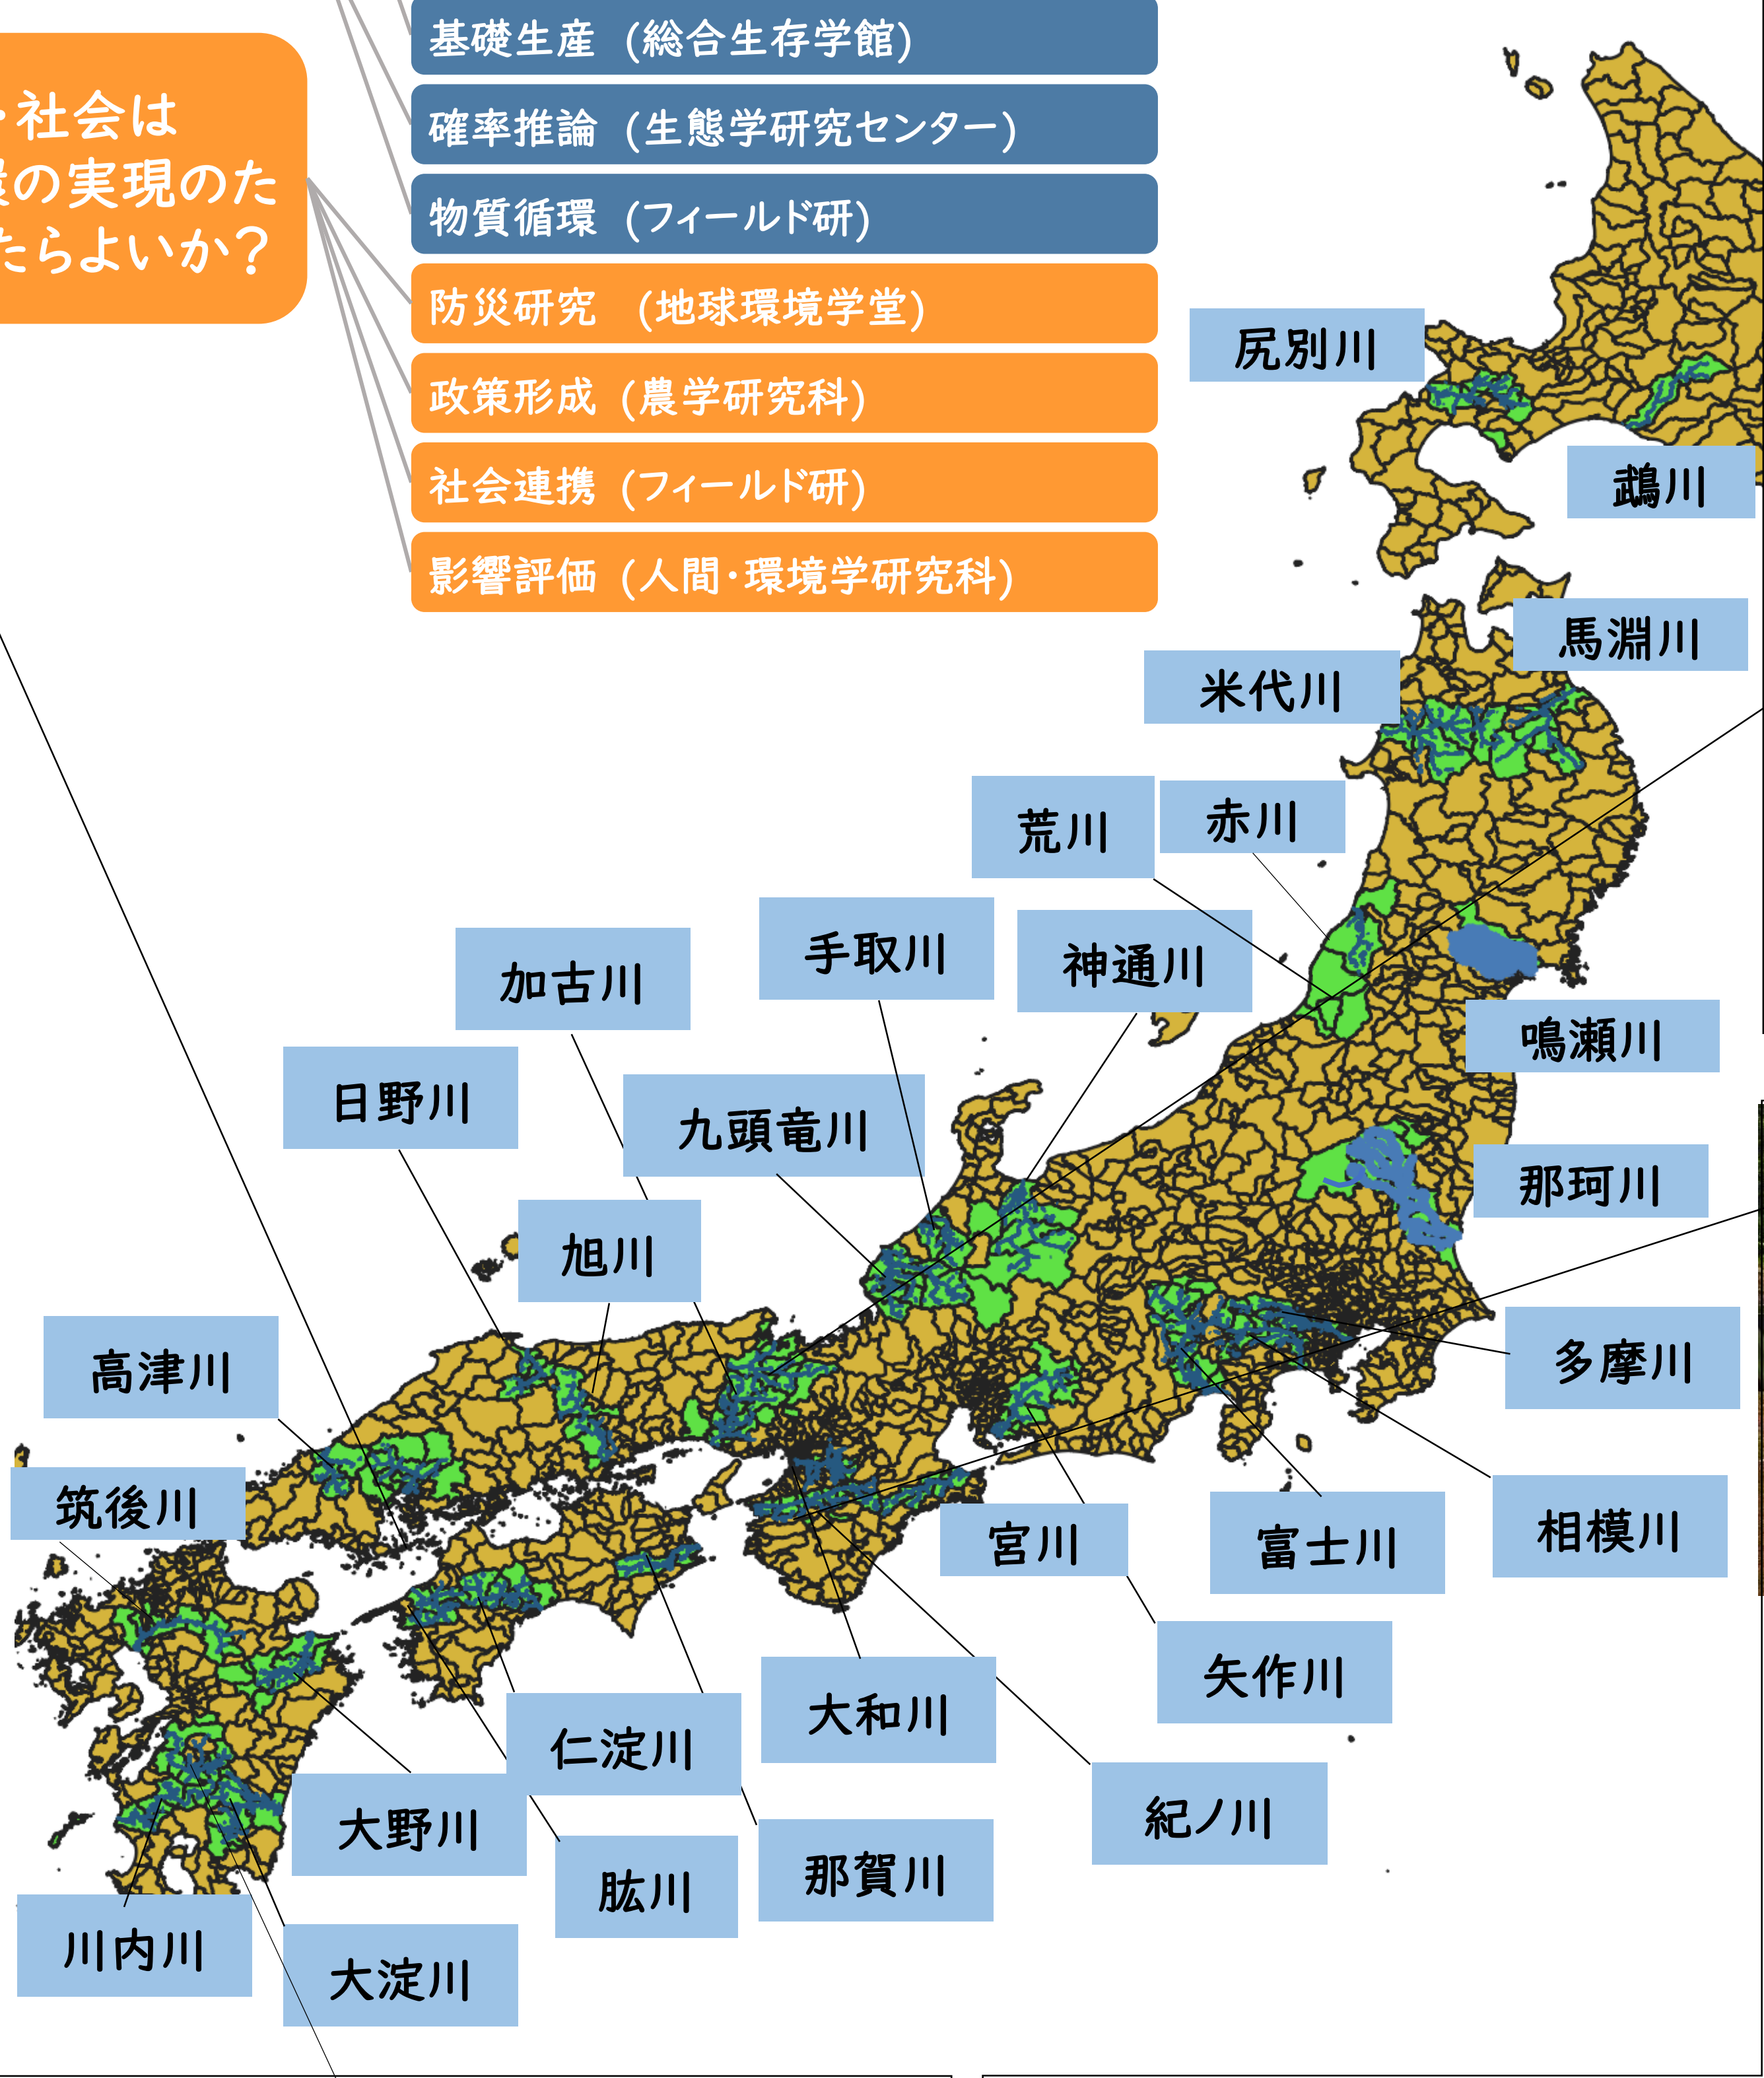 基礎生産 (総合生存学館)
確率推論 (生態学研究センター)
物質循環 (フィールド研)
・社会は
の実現のた
たらよいか?
防災研究 (地球環境学堂)
政策形成 (農学研究科)
社会連携 (フィールド研)
影響評価 (人間・環境学研究科)
尻別川
鵡川
馬淵川
米代川
荒川
赤川
手取川
神通川
加古川
鳴瀬川
日野川
九頭竜川
那珂川
旭川
高津川
多摩川
筑後川
宮川
富士川
相模川
矢作川
大和川
仁淀川
紀ノ川
大野川
那賀川
肱川
川内川
大淀川